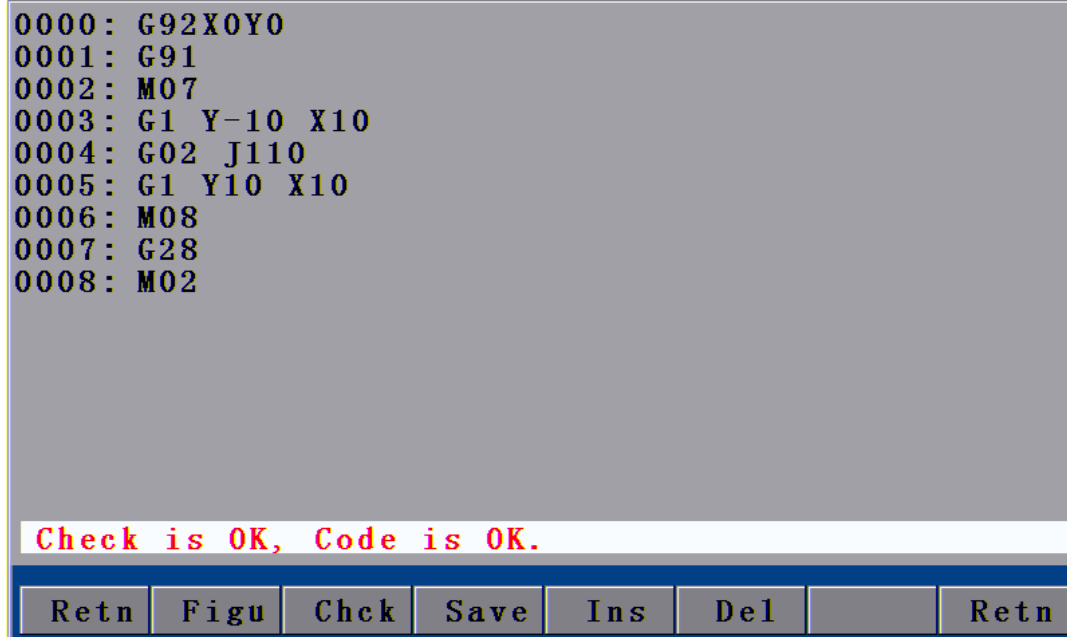 0000: G92X0Y0
0001: G91
0002: M07
0003: G1 Y-10 X10
0004: G02 J110
0005: G1 Y10 X10
0006: M08
0007: G28
0008: M02
Check is OK, Code is OK.
Retn Figu Chck Save Ins Del Retn